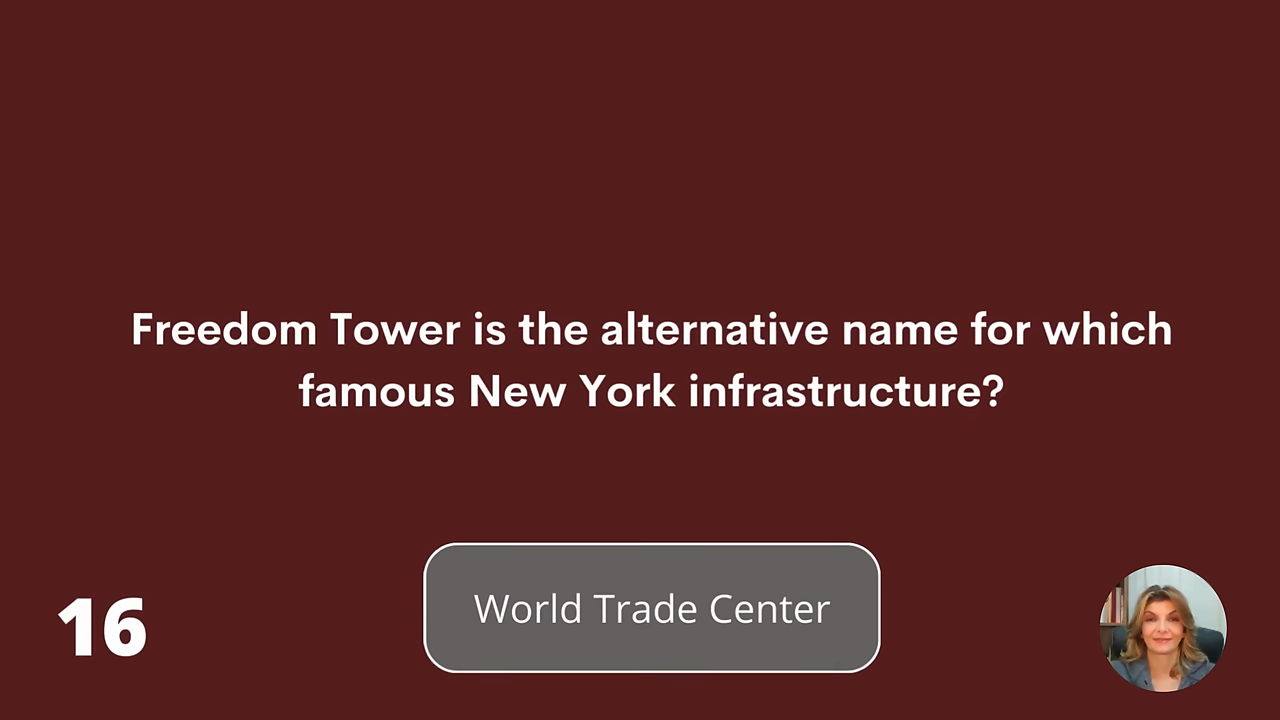 Freedom Tower is the alternative name for which
famous New York infrastructure?
World Trade Center
16